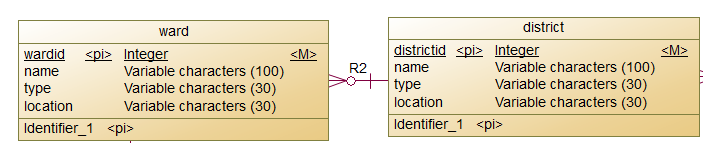 ward
wardid <pi> Integer <M>
name Variable characters (100)
type Variable characters (30)
location Variable characters (30)
Identifier_1 <pi>
R2
district
districtid <pi> Integer <M>
name Variable characters (100)
type Variable characters (30)
location Variable characters (30)
Identifier_1 <pi>